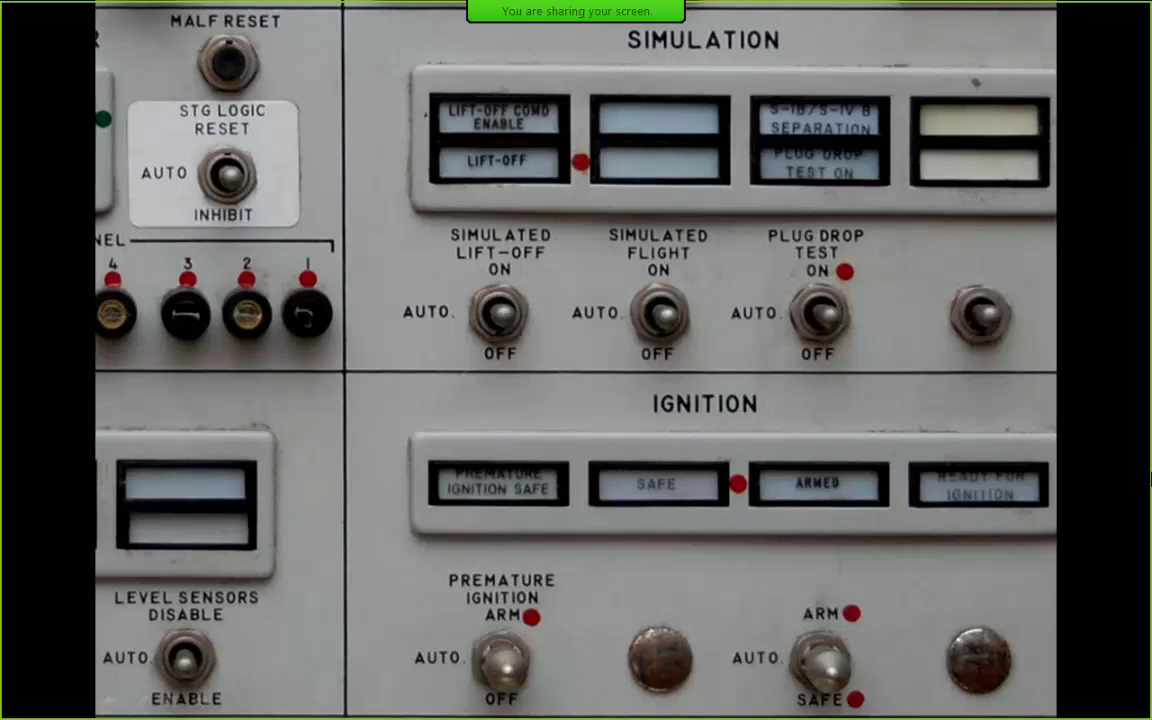 You are sharing your screen.
MALF RESET
STG LOGIC
RESET
AUTO
INHIBIT
NEL
4 3 2 1
LEVEL SENSORS
DISABLE
AUTO.
ENABLE
SIMULATION
LIFT-OFF COMD
ENABLE
LIFT-OFF
S-IB/S-IV B
SEPARATION
PLUG DROP
TEST ON
SIMULATED
LIFT-OFF
ON
AUTO.
OFF
SIMULATED
FLIGHT
ON
AUTO.
OFF
PLUG DROP
TEST
ON
AUTO.
OFF
IGNITION
PREMATURE
IGNITION SAFE
SAFE
ARMED
READY FOR
IGNITION
PREMATURE
IGNITION
ARM
AUTO.
OFF
ARM
AUTO.
SAFE